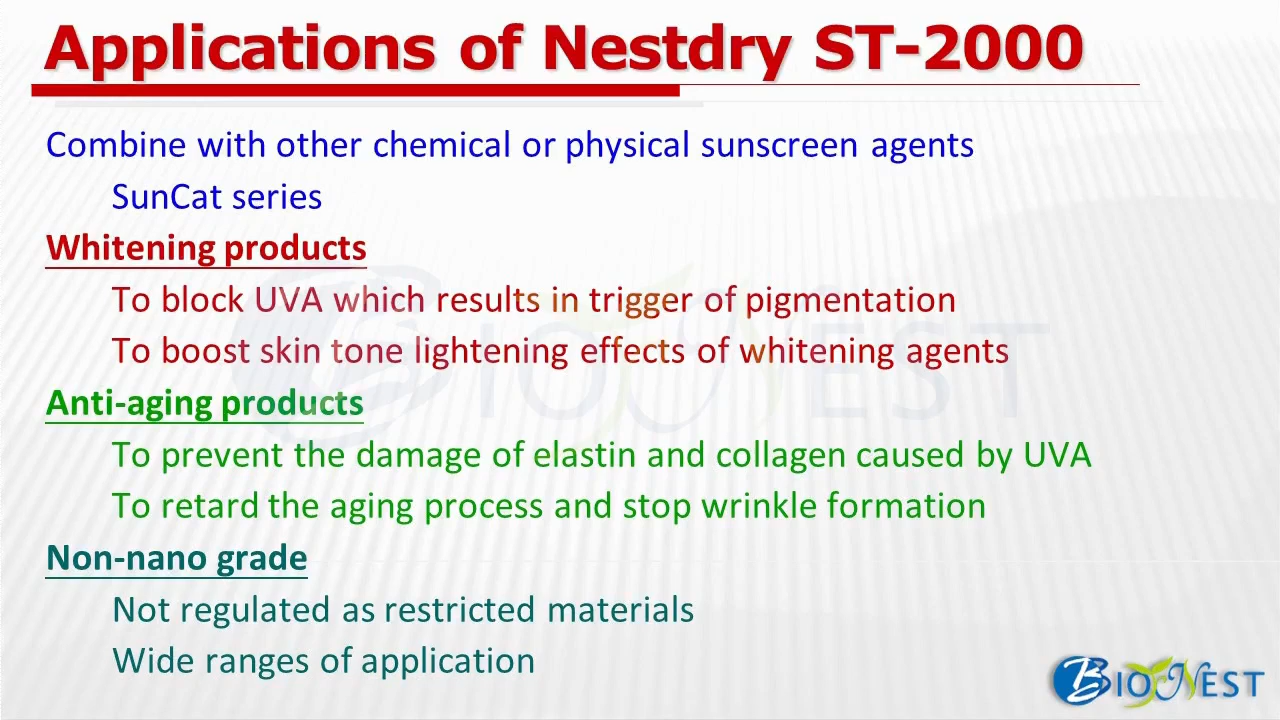 Applications of Nestdry ST-2000
Combine with other chemical or physical sunscreen agents
SunCat series
Whitening products
To block UVA which results in trigger of pigmentation
To boost skin tone lightening effects of whitening agents
Anti-aging products
To prevent the damage of elastin and collagen caused by UVA
To retard the aging process and stop wrinkle formation
Non-nano grade
Not regulated as restricted materials
Wide ranges of application
BIONEST
BIONEST